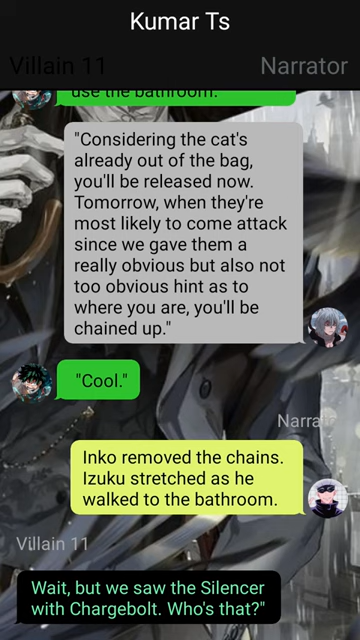 Kumar Ts
Villain 11
Narrator
use the bathroom."
"Considering the cat's
already out of the bag,
you'll be released now.
Tomorrow, when they're
most likely to come attack
since we gave them a
really obvious but also not
too obvious hint as to
where you are, you'll be
chained up."
"Cool."
Inko removed the chains.
Izuku stretched as he
walked to the bathroom.
Villain 11
Wait, but we saw the Silencer
with Chargebolt. Who's that?"